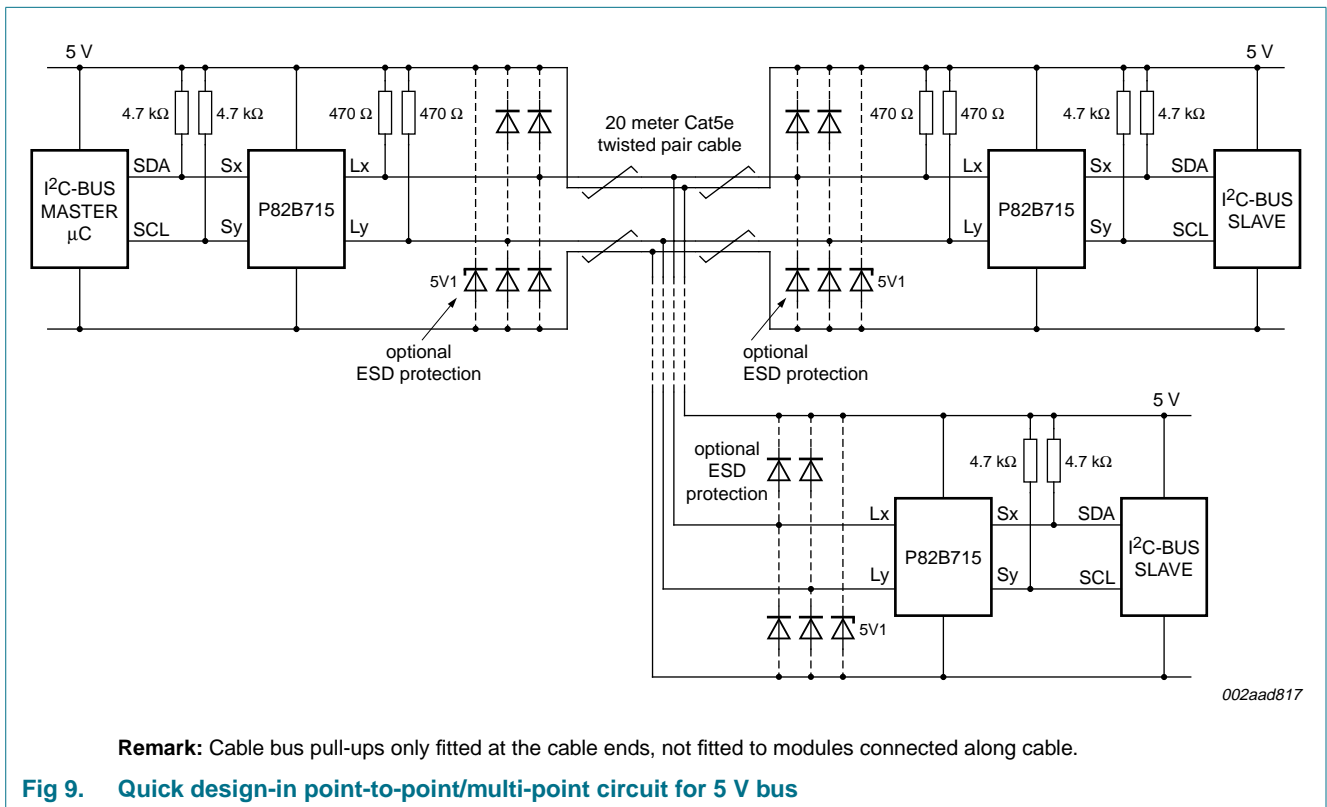 5 V
5 V
4.7 kΩ
4.7 kΩ
470 Ω
470 Ω
20 meter Cat5e
twisted pair cable
470 Ω
470 Ω
4.7 kΩ
4.7 kΩ
I²C-BUS
MASTER
μC
SDA
SCL
Sx
Sy
P82B715
Lx
Ly
Lx
Ly
P82B715
Sx
Sy
SDA
SCL
I²C-BUS
SLAVE
5V1
5V1
optional
ESD protection
optional
ESD protection
5 V
optional
ESD
protection
4.7 kΩ
4.7 kΩ
Lx
Ly
P82B715
Sx
Sy
SDA
SCL
I²C-BUS
SLAVE
5V1
002aad817
Remark: Cable bus pull-ups only fitted at the cable ends, not fitted to modules connected along cable.
Fig 9. Quick design-in point-to-point/multi-point circuit for 5 V bus